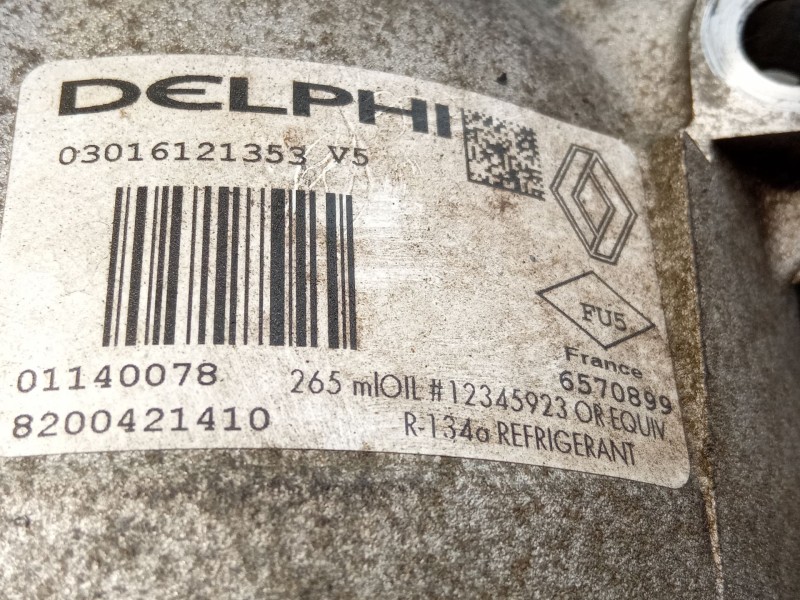 DELPHI
03016121353 V5
FU5
France
01140078
6570899
265 mlOIL #12345923 OR EQUIV
8200421410
R-134a REFRIGERANT